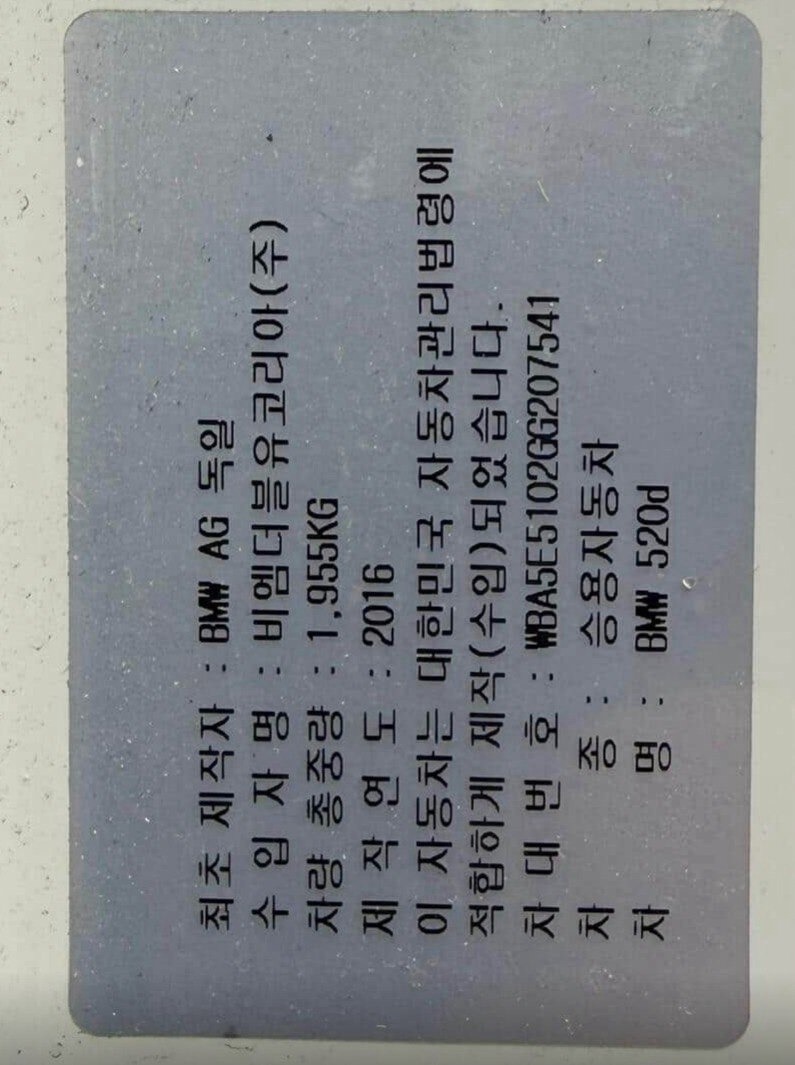 최초 제작자 : BMW AG 독일
수 입 자 명 : 비엠더블유코리아(주)
차량 총중량 : 1,955KG
제 작 연 도 : 2016
이 자동차는 대한민국 자동차관리법령에
적합하게 제작(수입)되었습니다.
차 대 번 호 : WBA5E5102GG207541
차 종 : 승용자동차
차 명 : BMW 520d